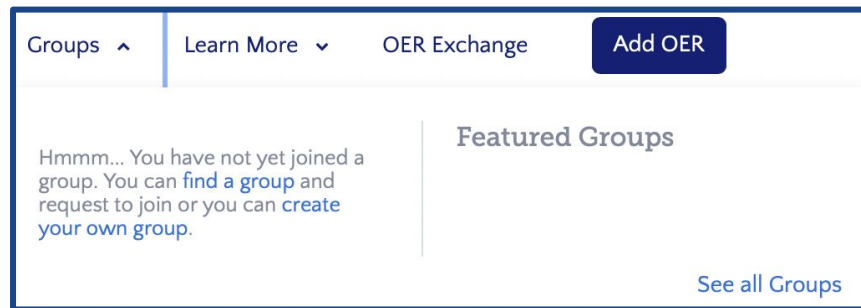 Groups Learn More OER Exchange Add OER
Hmmm... You have not yet joined a
group. You can find a group and
request to join or you can create
your own group.
Featured Groups
See all Groups